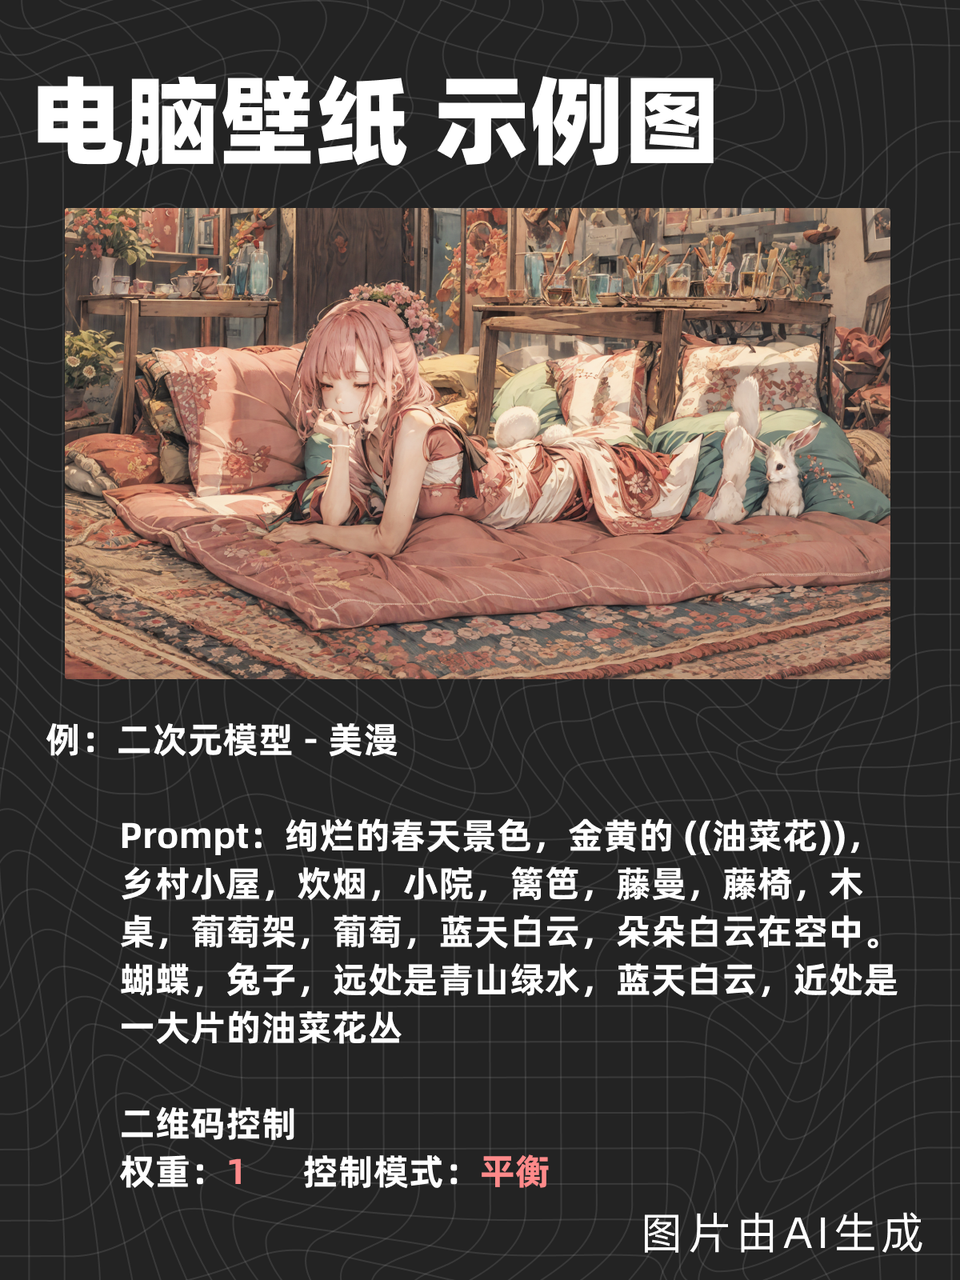 电脑壁纸 示例图
例：二次元模型 - 美漫
Prompt：绚烂的春天景色，金黄的 ((油菜花))，
乡村小屋，炊烟，小院，篱笆，藤曼，藤椅，木
桌，葡萄架，葡萄，蓝天白云，朵朵白云在空中。
蝴蝶，兔子，远处是青山绿水，蓝天白云，近处是
一大片的油菜花丛
二维码控制
权重：1 控制模式：平衡
图片由AI生成